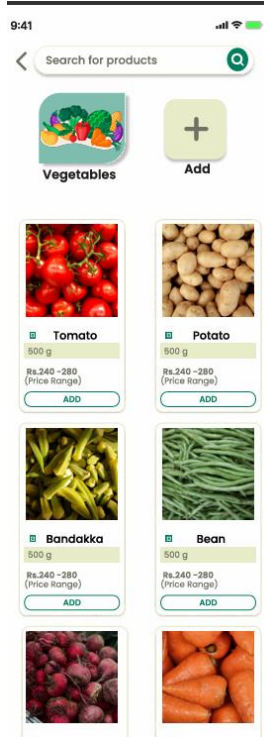 9:41
Search for products
Vegetables
Add
Tomato
500 g
Rs.240 -280
(Price Range)
ADD
Potato
500 g
Rs.240 -280
(Price Range)
ADD
Bandakka
500 g
Rs.240 -280
(Price Range)
ADD
Bean
500 g
Rs.240 -280
(Price Range)
ADD